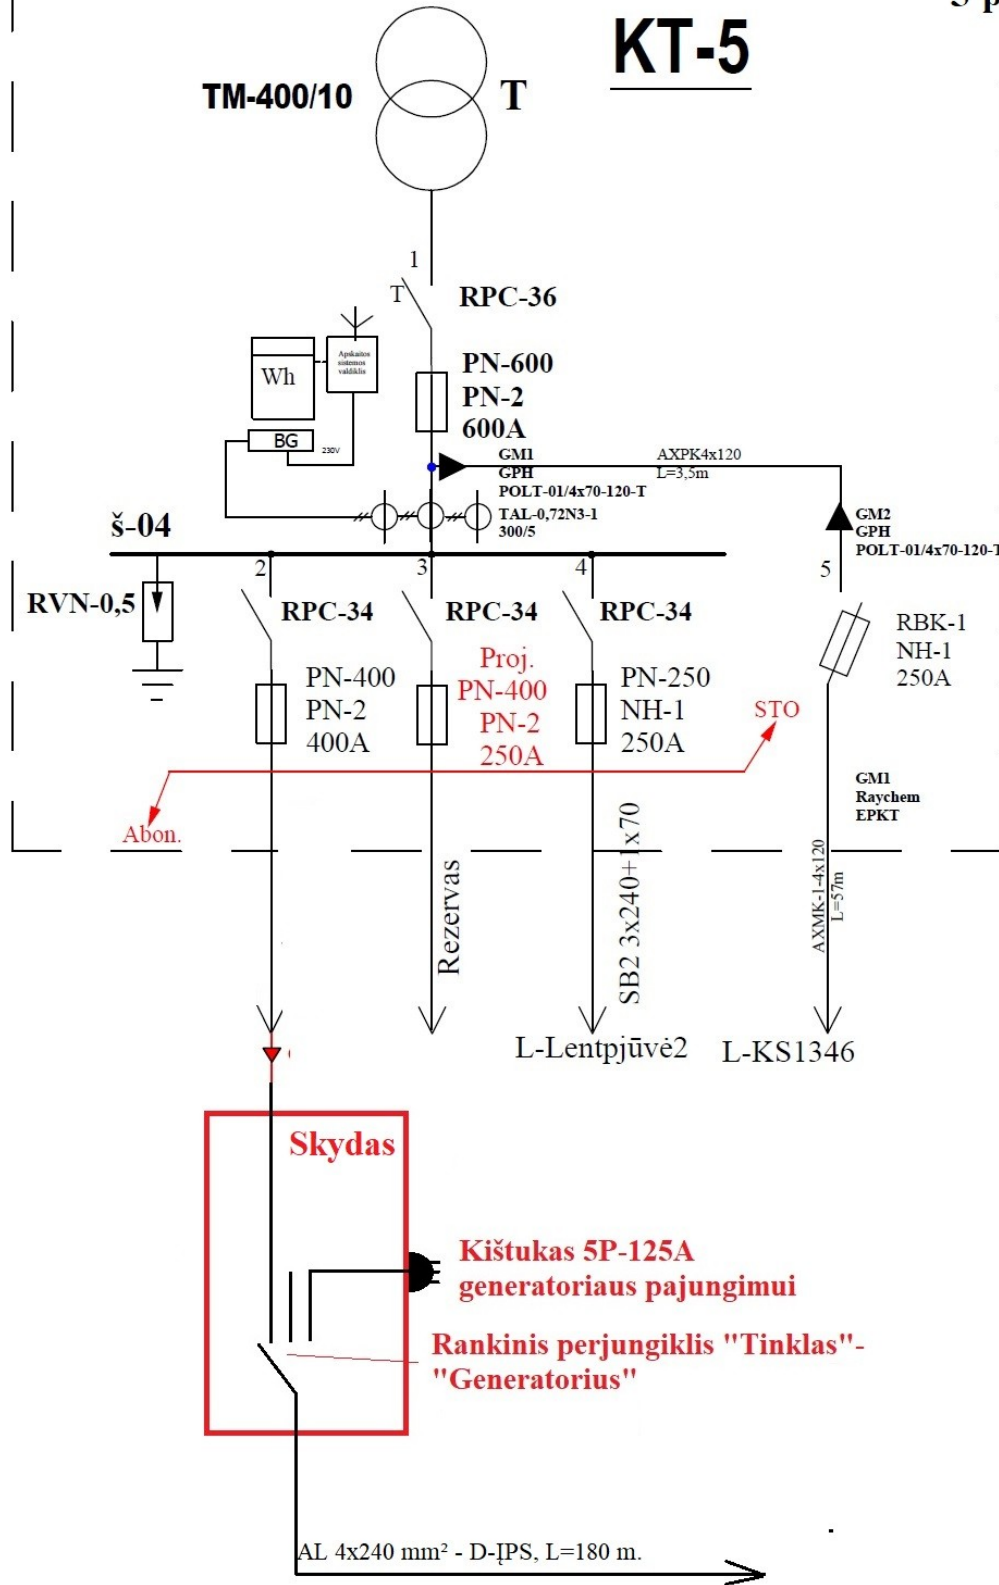 KT-5
TM-400/10
T
1
T
RPC-36
Wh
Apskaitos
sistemos
valdiklis
PN-600
PN-2
600A
BG
230V
GM1
GPH
POLT-01/4x70-120-T
AXPK4x120
L=3,5m
TAL-0,72N3-1
300/5
GM2
GPH
POLT-01/4x70-120-T
š-04
2
3
4
5
RVN-0,5
RPC-34
RPC-34
RPC-34
RBK-1
NH-1
250A
PN-400
PN-2
400A
Proj.
PN-400
PN-2
250A
PN-250
NH-1
250A
STO
Abon.
GM1
Raychem
EPKT
Rezervas
SB2 3x240+1x70
AXMK-1-4x120
L=57m
L-Lentpjūvė2
L-KS1346
Skydas
Kištukas 5P-125A
generatoriaus pajungimui
Rankinis perjungiklis "Tinklas"-
"Generatorius"
AL 4x240 mm² - D-ĮPS, L=180 m.